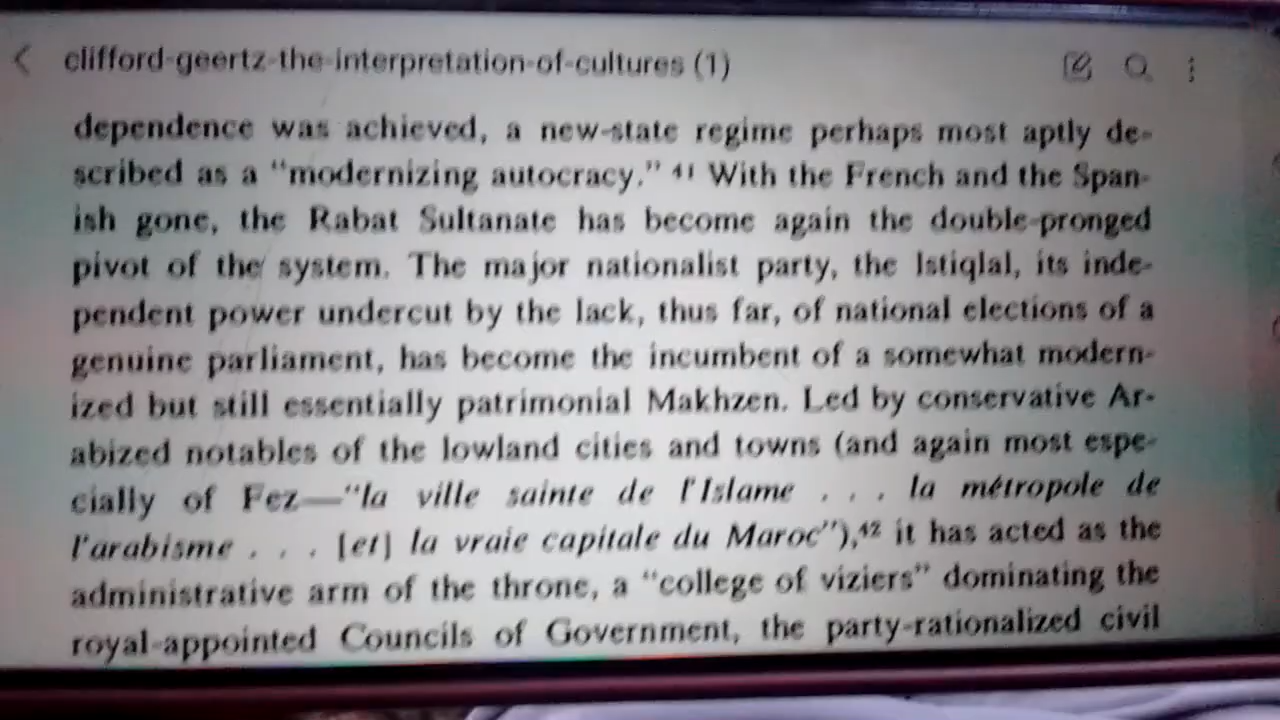 clifford-geertz-the-interpretation-of-cultures (1)
dependence was achieved, a new-state regime perhaps most aptly de-
scribed as a "modernizing autocracy." 41 With the French and the Span-
ish gone, the Rabat Sultanate has become again the double-pronged
pivot of the system. The major nationalist party, the Istiqlal, its inde-
pendent power undercut by the lack, thus far, of national elections of a
genuine parliament, has become the incumbent of a somewhat modern-
ized but still essentially patrimonial Makhzen. Led by conservative Ar-
abized notables of the lowland cities and towns (and again most espe-
cially of Fez—"la ville sainte de l'Islame . . . la métropole de
l'arabisme . . . [et] la vraie capitale du Maroc"),42 it has acted as the
administrative arm of the throne, a "college of viziers" dominating the
royal-appointed Councils of Government, the party-rationalized civil